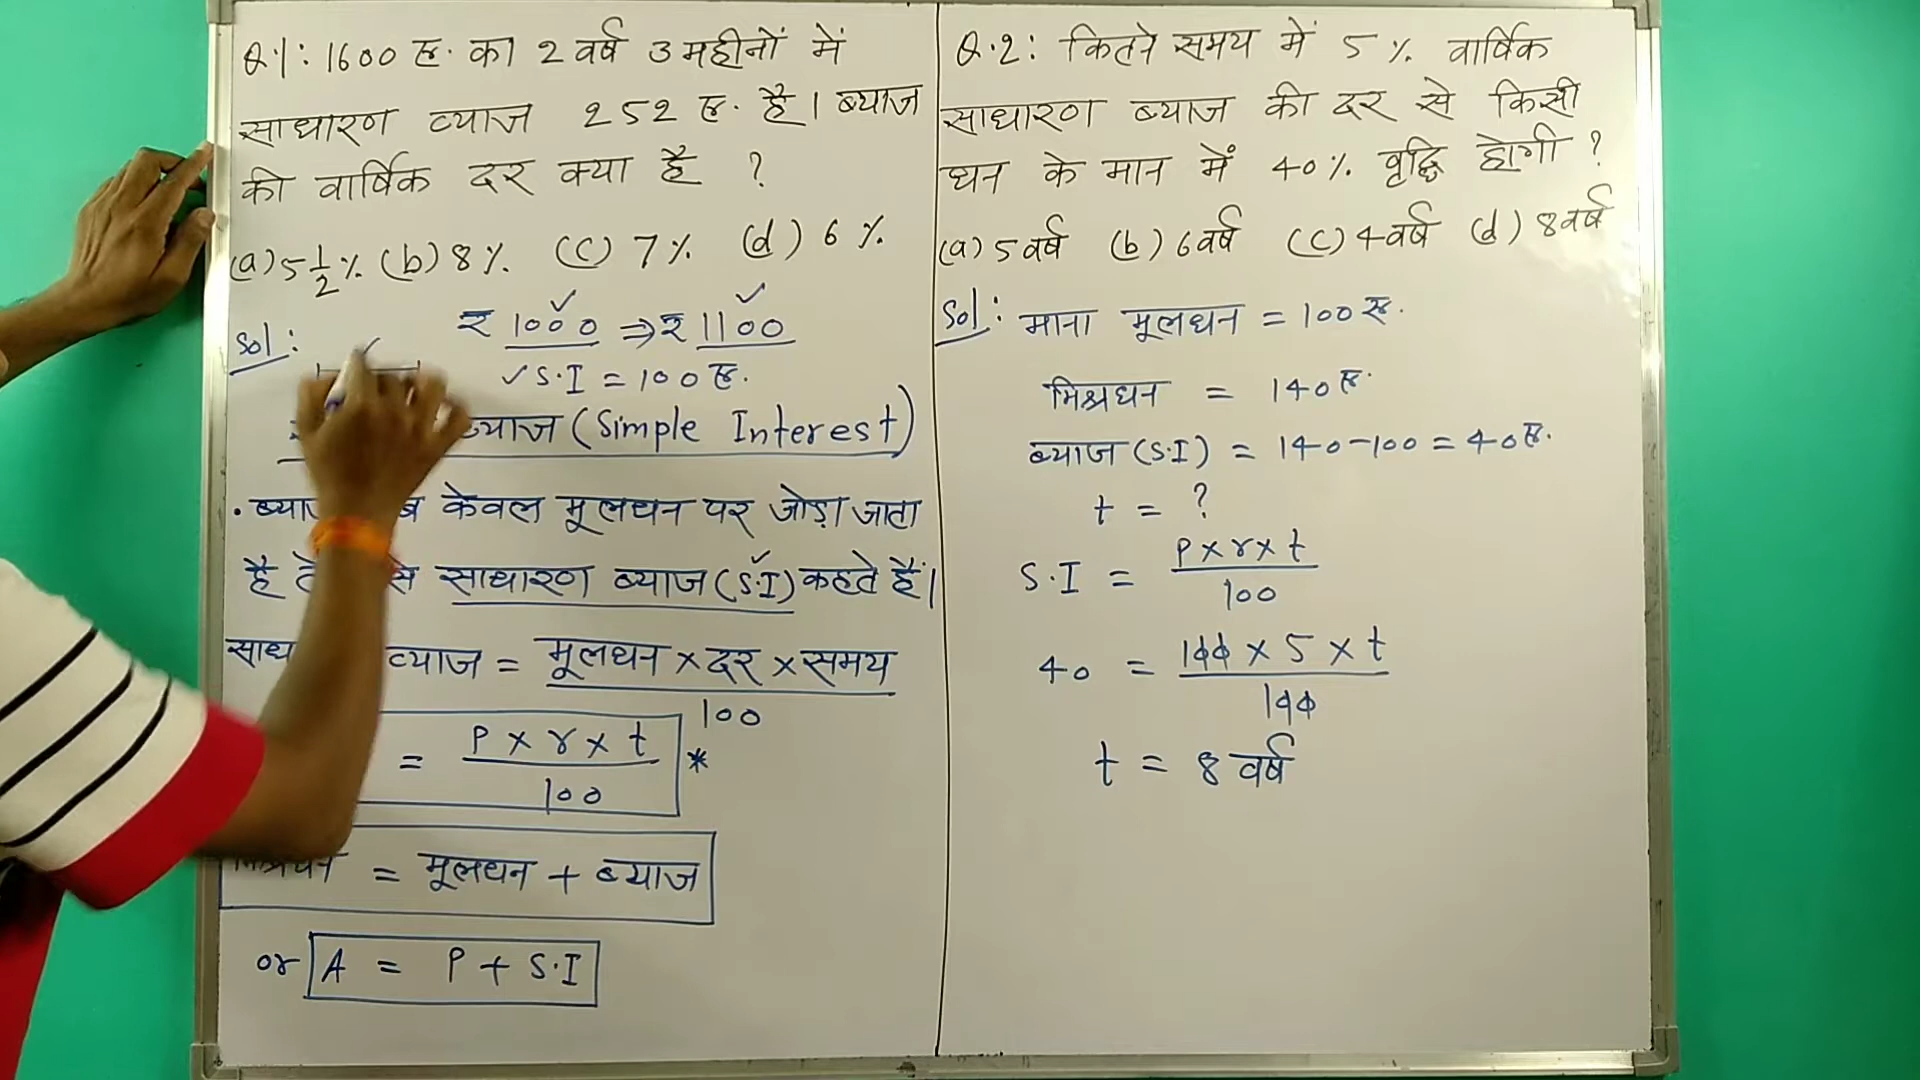 Q.1: 1600 रु. का 2 वर्ष 3 महीनों में
साधारण ब्याज 252 रु. है। ब्याज
की वार्षिक दर क्या है ?
(a) 5 1/2 % (b) 8 %. (c) 7 %. (d) 6 %.
Sol:
₹ 1000 ⇒ ₹ 1100
✓ S.I = 100 रु.
ब्याज (Simple Interest)
• केवल मूलधन पर जोड़ा जाता
है साधारण ब्याज (S.I) कहते हैं।
ब्याज = मूलधन × दर × समय
100
= P × r × t *
100
= मूलधन + ब्याज
or A = P + S.I
Q.2: कितने समय में 5 %. वार्षिक
साधारण ब्याज की दर से किसी
धन के मान में 40 %. वृद्धि होगी ?
(a) 5 वर्ष (b) 6 वर्ष (c) 4 वर्ष (d) 8 वर्ष
Sol: माना मूलधन = 100 रु.
मिश्रधन = 140 रु.
ब्याज (S.I) = 140-100 = 40 रु.
t = ?
S.I = P × r × t
100
40 = 100 × 5 × t
100
t = 8 वर्ष